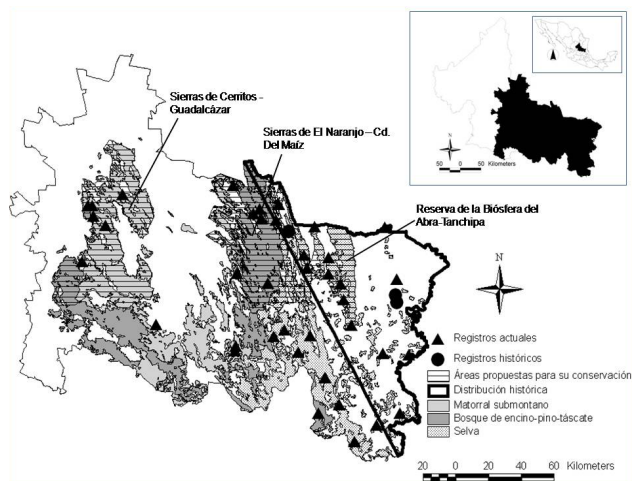 Sierras de Cerritos -
Guadalcázar
Sierras de El Naranjo – Cd.
Del Maíz
Reserva de la Biósfera del
Abra-Tanchipa
N
50 0 50 Kilometers
N
Registros actuales
Registros históricos
Áreas propuestas para su conservación
Distribución histórica
Matorral submontano
Bosque de encino-pino-táscate
Selva
20 0 20 40 60 Kilometers